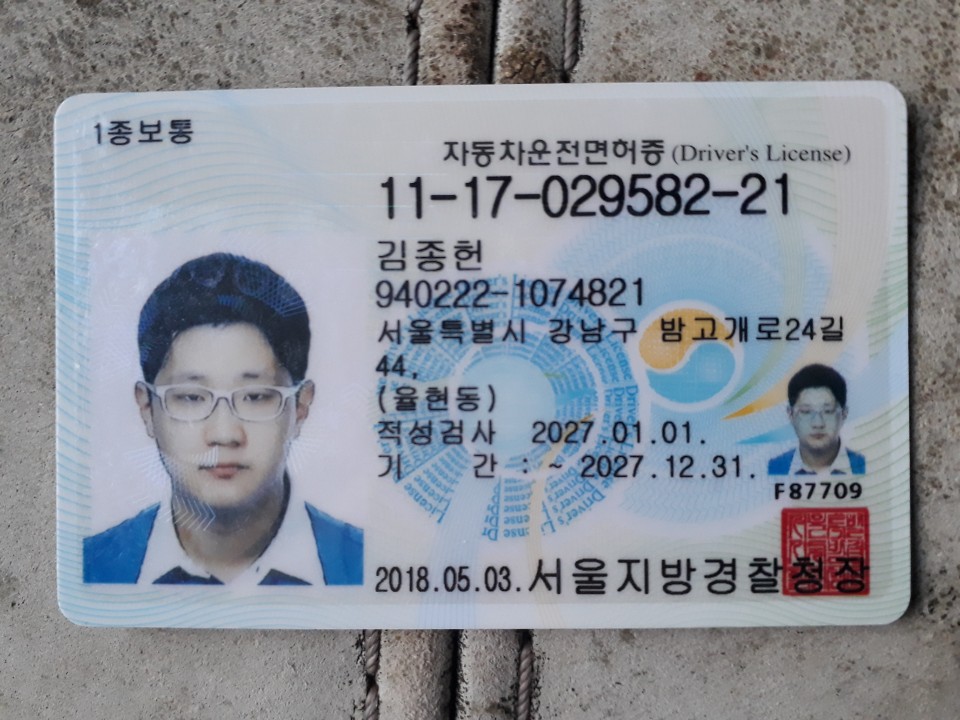 1종보통
자동차운전면허증 (Driver's License)
11-17-029582-21
김종헌
940222-1074821
서울특별시 강남구 밤고개로24길
44,
(율현동)
적성검사 2027.01.01.
기 간 : ~ 2027.12.31.
F87709
2018.05.03. 서울지방경찰청장